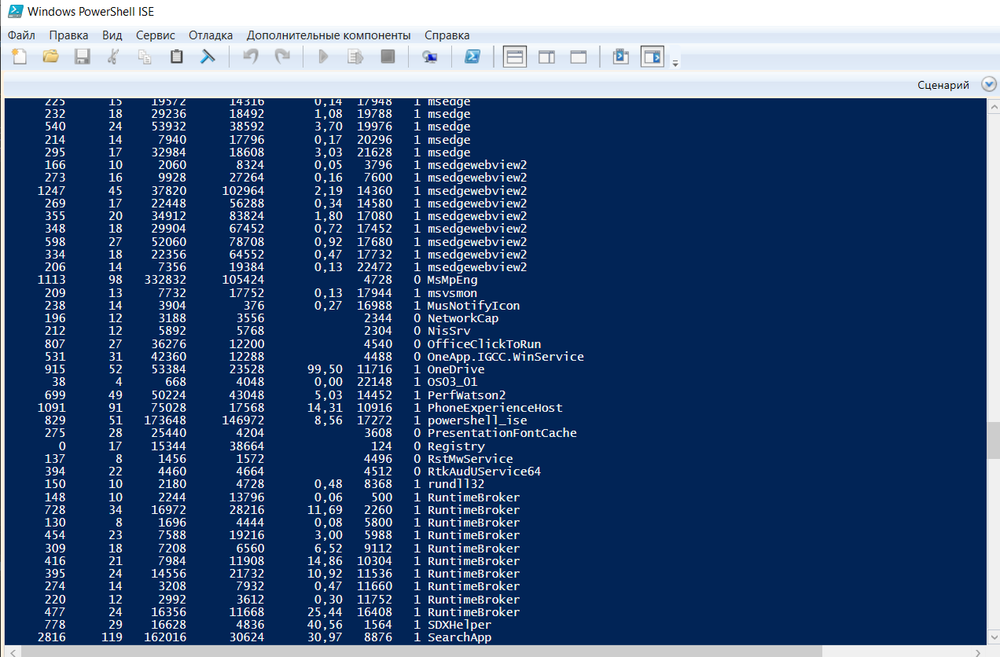 Windows PowerShell ISE
Файл Правка Вид Сервис Отладка Дополнительные компоненты Справка
Сценарий
225 15 19572 14316 0,14 17948 1 msedge
232 18 29236 18492 1,08 19788 1 msedge
540 24 53932 38592 3,70 19976 1 msedge
214 14 7940 17796 0,17 20296 1 msedge
295 17 32984 18608 3,03 21628 1 msedge
166 10 2060 8324 0,05 3796 1 msedgewebview2
273 16 9928 27264 0,16 7600 1 msedgewebview2
1247 45 37820 102964 2,19 14360 1 msedgewebview2
269 17 22448 56288 0,34 14580 1 msedgewebview2
355 20 34912 83824 1,80 17080 1 msedgewebview2
348 18 29904 67452 0,72 17452 1 msedgewebview2
598 27 52060 78708 0,92 17680 1 msedgewebview2
334 18 22356 64552 0,47 17732 1 msedgewebview2
206 14 7356 19384 0,13 22472 1 msedgewebview2
1113 98 332832 105424 4728 0 MsMpEng
209 13 7732 17752 0,13 17944 1 msvsmon
238 14 3904 376 0,27 16988 1 MusNotifyIcon
196 12 3188 3556 2344 0 NetworkCap
212 12 5892 5768 2304 0 NisSrv
807 27 36276 12200 4540 0 OfficeClickToRun
531 31 42360 12288 4488 0 OneApp.IGCC.WinService
915 52 53384 23528 99,50 11716 1 OneDrive
38 4 668 4048 0,00 22148 1 OS03_01
699 49 50224 43048 5,03 14452 1 PerfWatson2
1091 91 75028 17568 14,31 10916 1 PhoneExperienceHost
829 51 173648 146972 8,56 17272 1 powershell_ise
275 28 25440 4204 3608 0 PresentationFontCache
0 17 15344 38664 124 0 Registry
137 8 1456 1572 4496 0 RstMwService
394 22 4460 4664 4512 0 RtkAudUService64
150 10 2180 4728 0,48 8368 1 rundll32
148 10 2244 13796 0,06 500 1 RuntimeBroker
728 34 16972 28216 11,69 2260 1 RuntimeBroker
130 8 1696 4444 0,08 5800 1 RuntimeBroker
454 23 7588 19216 3,00 5988 1 RuntimeBroker
309 18 7208 6560 6,52 9112 1 RuntimeBroker
416 21 7984 11908 14,86 10304 1 RuntimeBroker
395 24 14556 21732 10,92 11536 1 RuntimeBroker
274 14 3208 7932 0,47 11660 1 RuntimeBroker
220 12 2992 3612 0,30 11752 1 RuntimeBroker
477 24 16356 11668 25,44 16408 1 RuntimeBroker
778 29 16628 4836 40,56 1564 1 SDXHelper
2816 119 162016 30624 30,97 8876 1 SearchApp